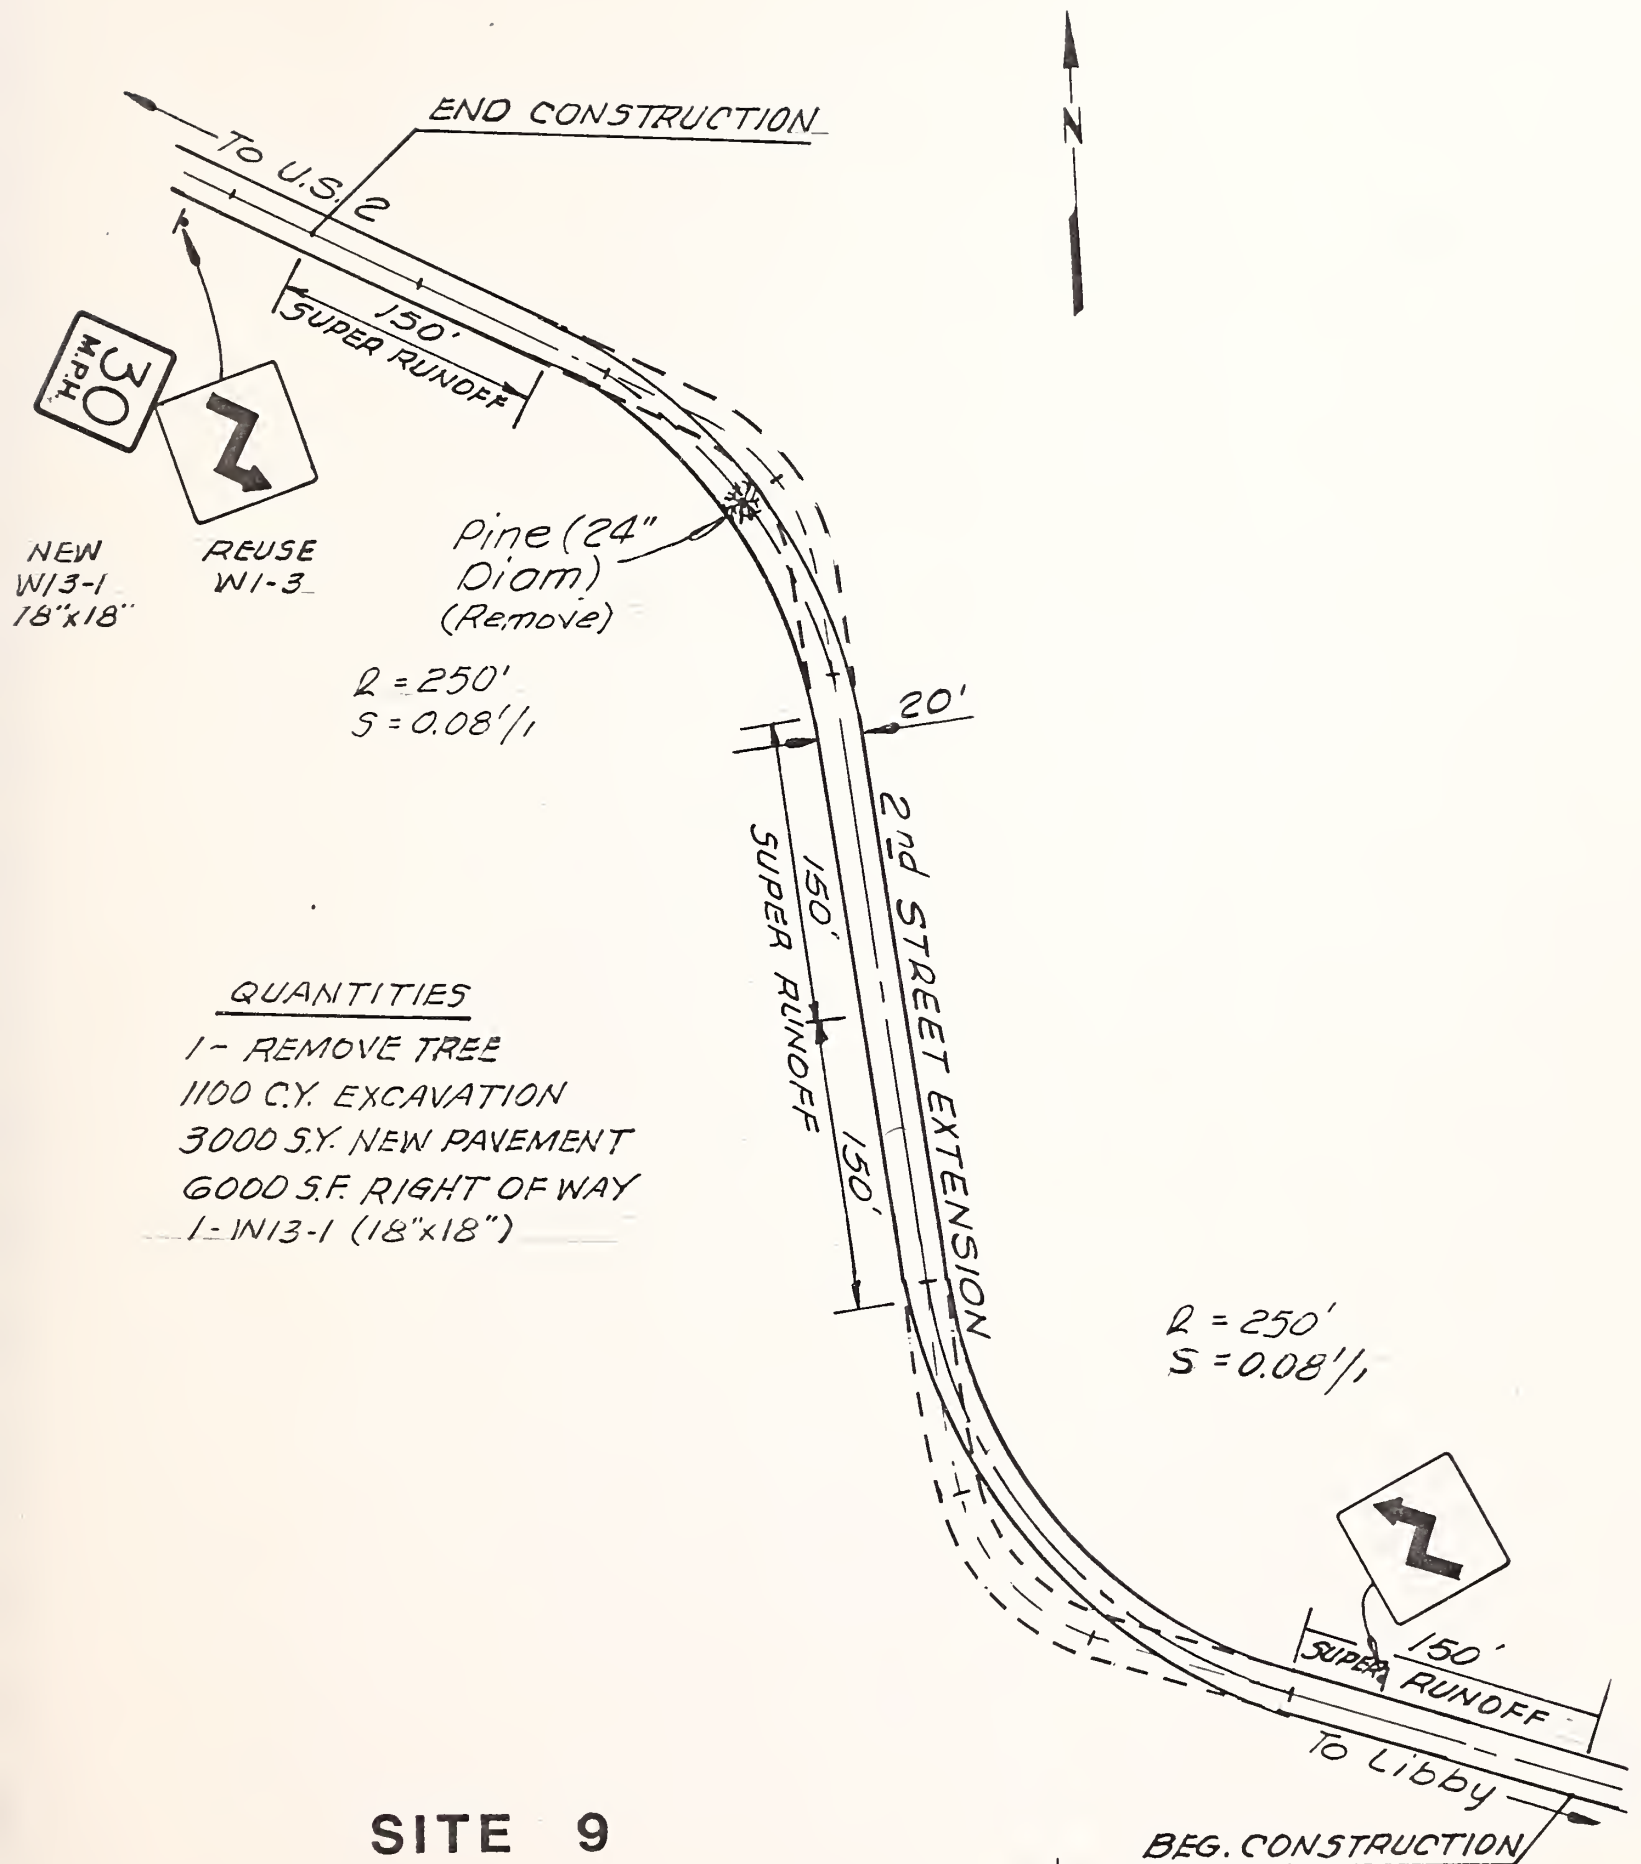 END CONSTRUCTION
N
To U.S. 2
150'
SUPER RUNOFF
30
M.P.H.
NEW
W13-1
18"x18"
REUSE
W1-3
Pine (24"
Diam)
(Remove)
R = 250'
S = 0.08'/'
20'
2nd STREET EXTENSION
150'
SUPER RUNOFF
150'
QUANTITIES
1- REMOVE TREE
1100 C.Y. EXCAVATION
3000 S.Y. NEW PAVEMENT
6000 S.F. RIGHT OF WAY
1- W13-1 (18"x18")
R = 250'
S = 0.08'/'
150'
SUPER RUNOFF
To Libby
BEG. CONSTRUCTION
SITE 9